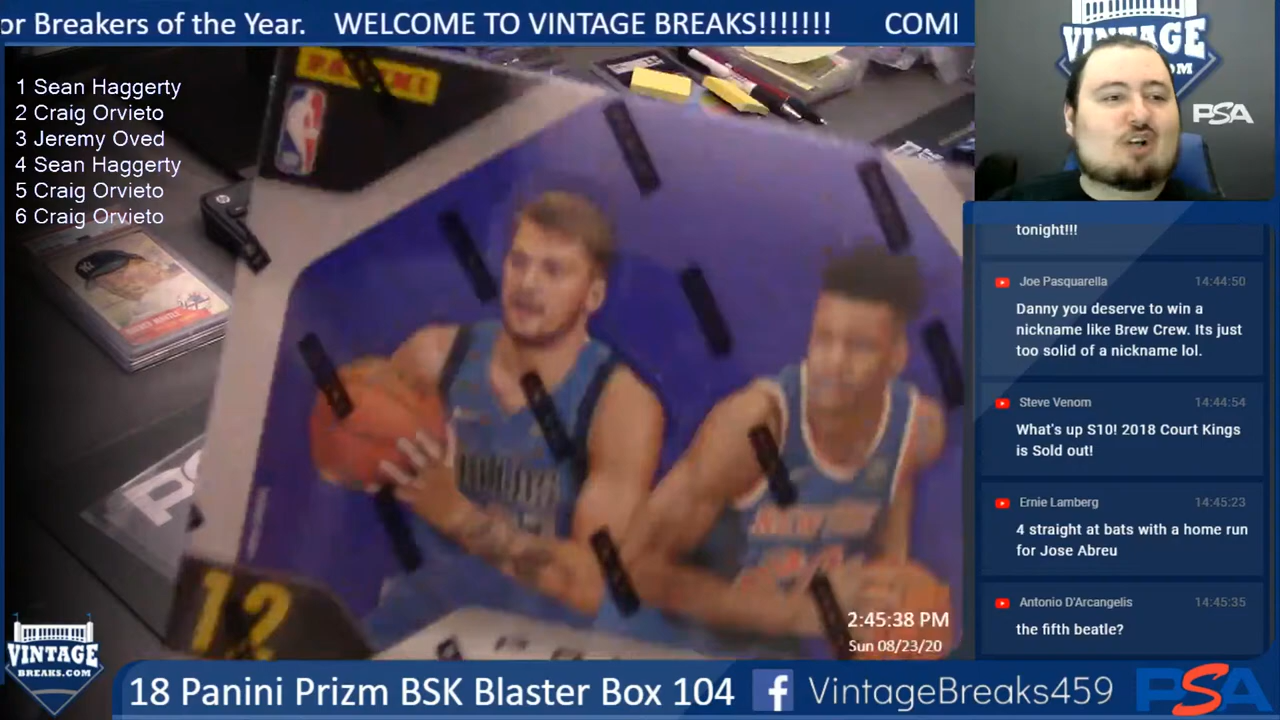 or Breakers of the Year. WELCOME TO VINTAGE BREAKS!!!!!!! COMI
1 Sean Haggerty
2 Craig Orvieto
3 Jeremy Oved
4 Sean Haggerty
5 Craig Orvieto
6 Craig Orvieto
PANINI
12
NEW YORK
VINTAGE
PSA
tonight!!!
Joe Pasquarella 14:44:50
Danny you deserve to win a
nickname like Brew Crew. Its just
too solid of a nickname lol.
Steve Venom 14:44:54
What's up S10! 2018 Court Kings
is Sold out!
Ernie Lamberg 14:45:23
4 straight at bats with a home run
for Jose Abreu
Antonio D'Arcangelis 14:45:35
the fifth beatle?
2:45:38 PM
Sun 08/23/20
VINTAGE
BREAKS.COM
18 Panini Prizm BSK Blaster Box 104
f VintageBreaks459
PSA